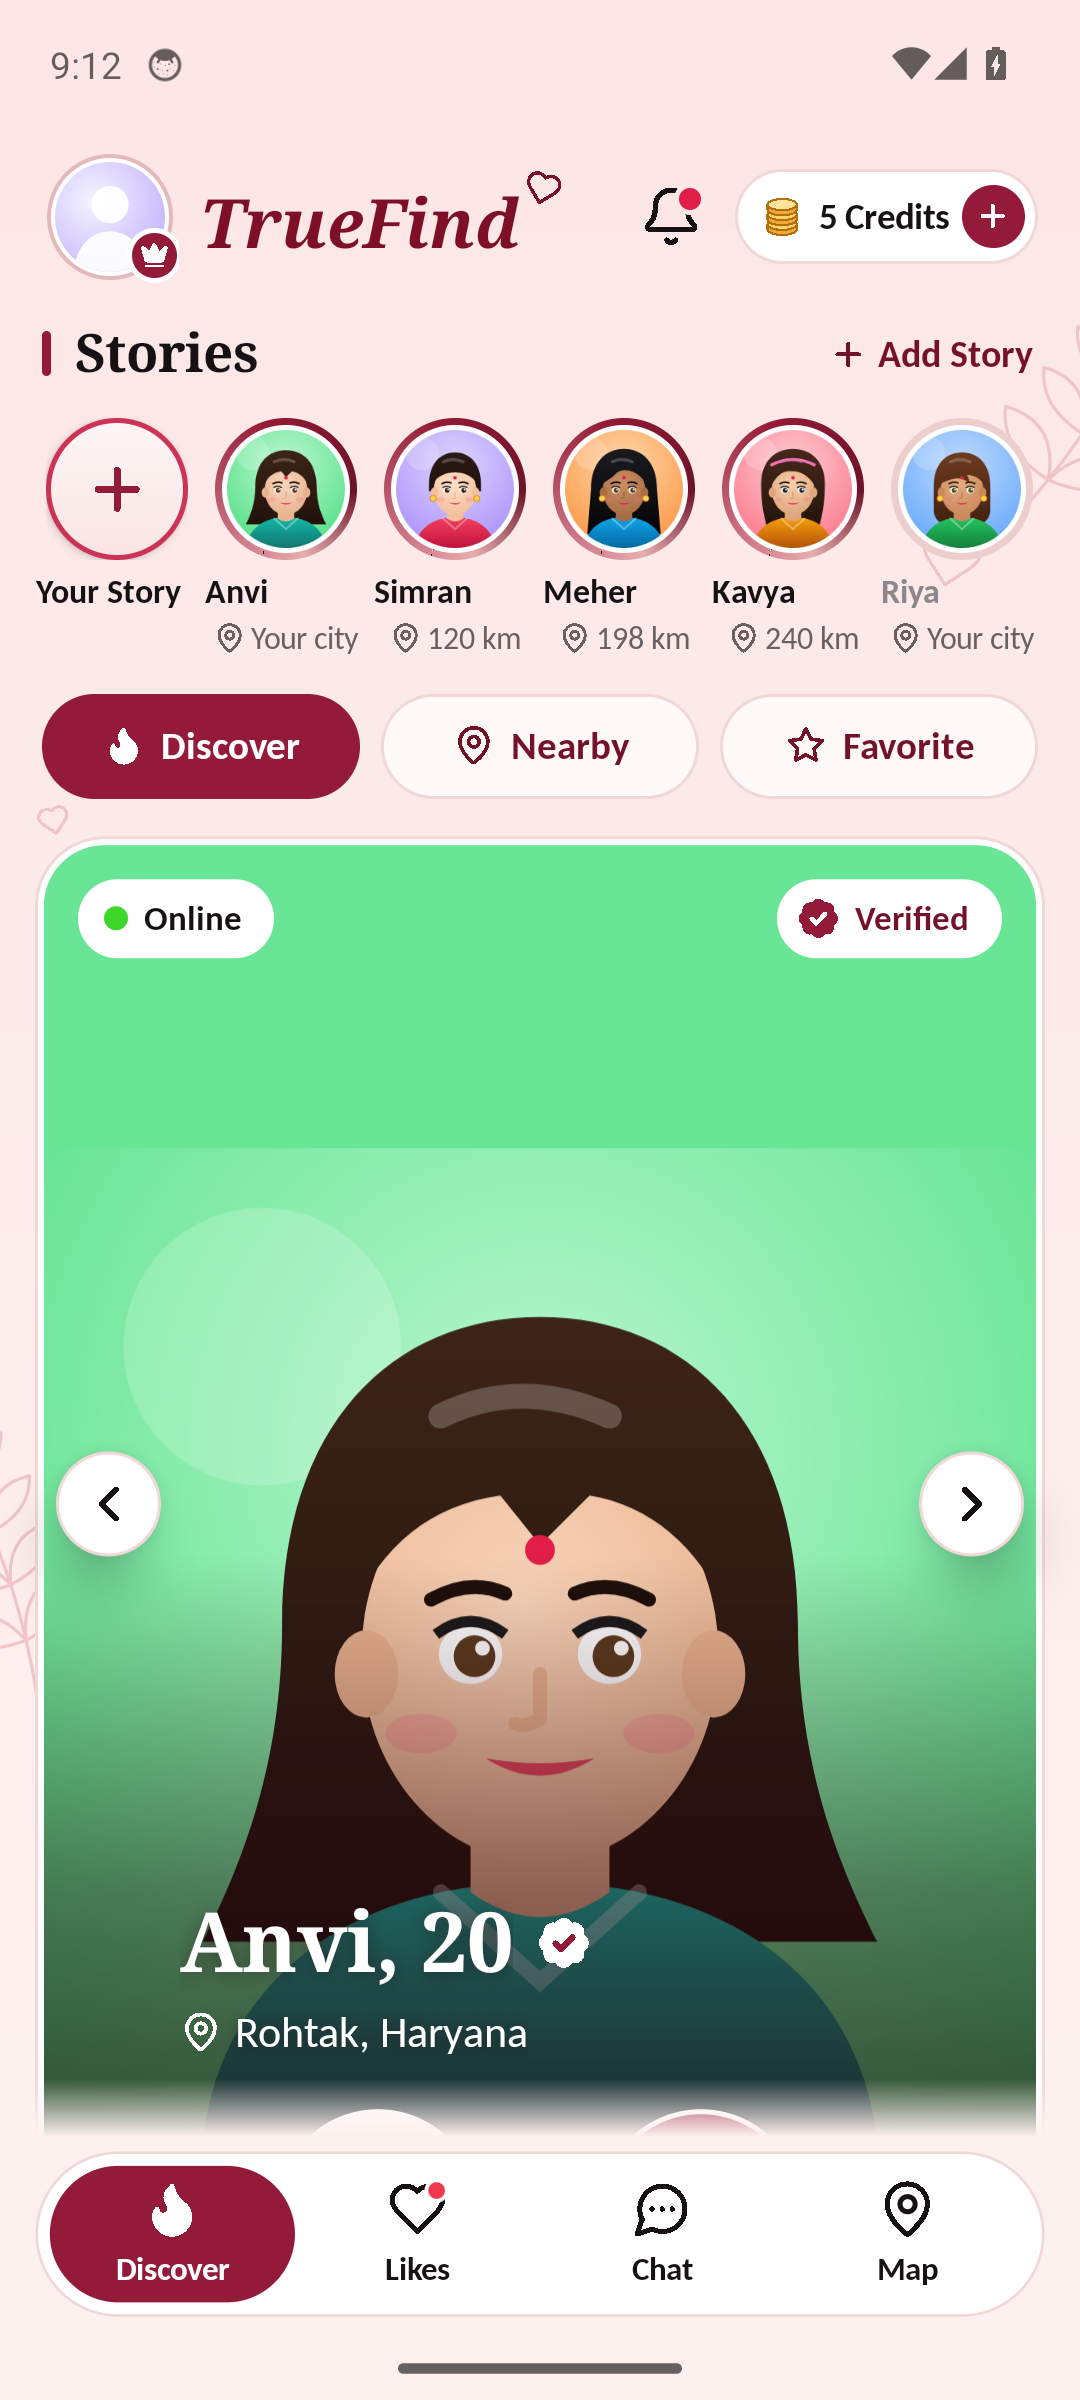 9:12
TrueFind
5 Credits
Stories
Add Story
Your Story
Anvi
Simran
Meher
Kavya
Riya
Your city
120 km
198 km
240 km
Your city
Discover
Nearby
Favorite
Online
Verified
Anvi, 20
Rohtak, Haryana
Discover
Likes
Chat
Map